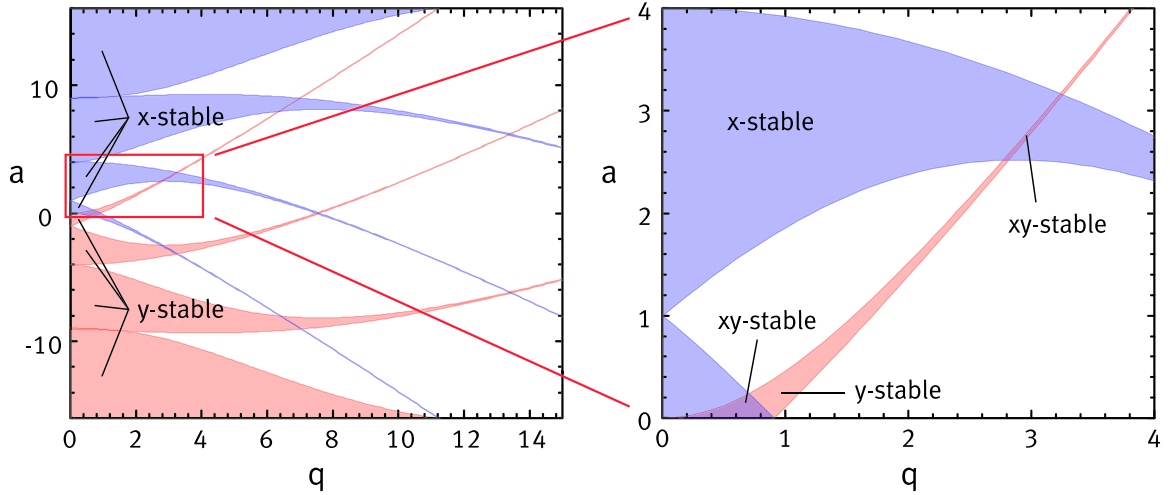 10
0
-10
a
x-stable
y-stable
0 2 4 6 8 10 12 14
q
4
3
2
1
0
a
x-stable
xy-stable
xy-stable
y-stable
0 1 2 3 4
q